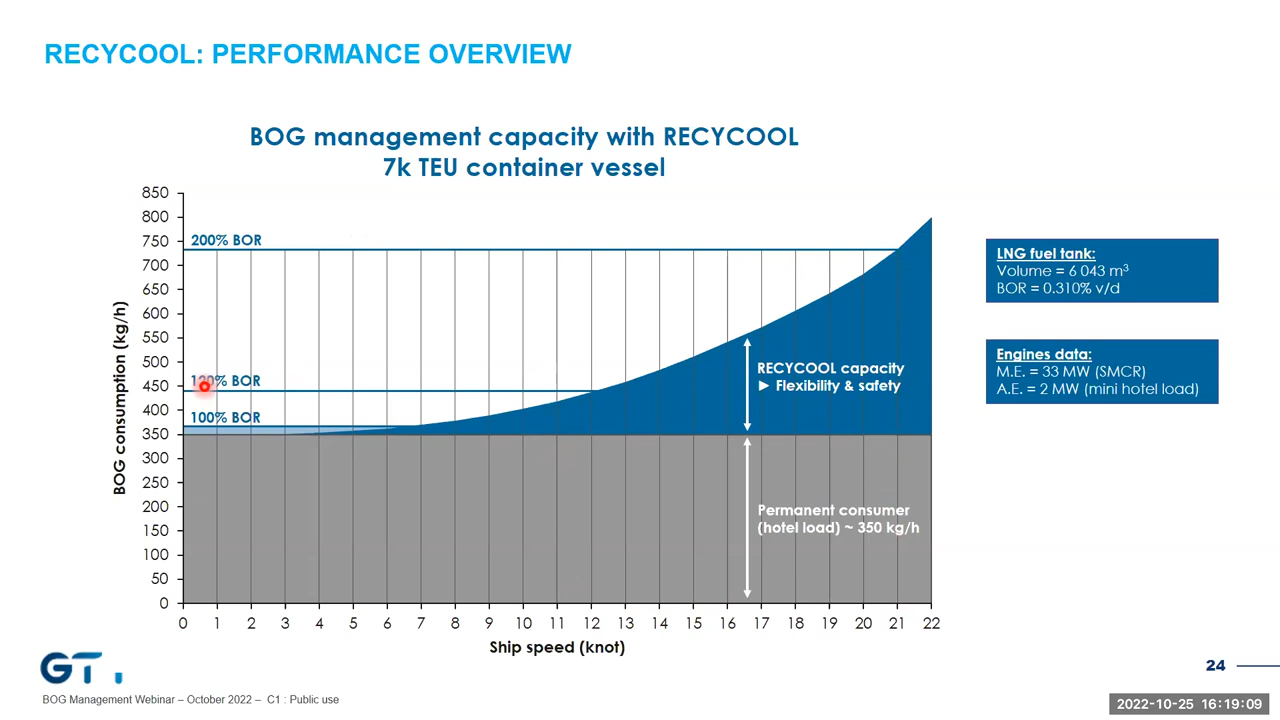 RECYCOOL: PERFORMANCE OVERVIEW
BOG management capacity with RECYCOOL
7k TEU container vessel
BOG consumption (kg/h)
850
800
750
700
650
600
550
500
450
400
350
300
250
200
150
100
50
0
200% BOR
120% BOR
100% BOR
RECYCOOL capacity
► Flexibility & safety
Permanent consumer
(hotel load) ~ 350 kg/h
0 1 2 3 4 5 6 7 8 9 10 11 12 13 14 15 16 17 18 19 20 21 22
Ship speed (knot)
LNG fuel tank:
Volume = 6 043 m³
BOR = 0.310% v/d
Engines data:
M.E. = 33 MW (SMCR)
A.E. = 2 MW (mini hotel load)
GT
24
BOG Management Webinar – October 2022 – C1 : Public use
2022-10-25 16:19:09